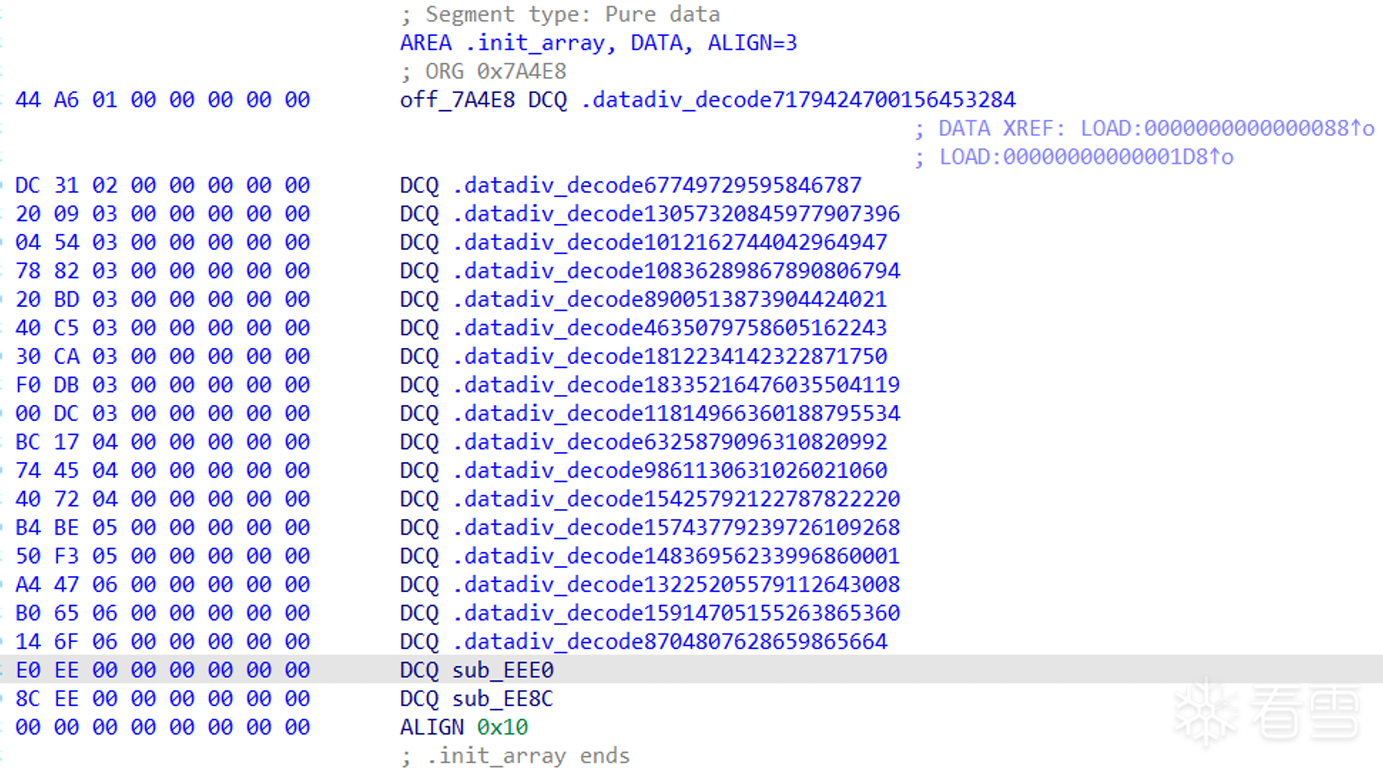 ; Segment type: Pure data
AREA .init_array, DATA, ALIGN=3
; ORG 0x7A4E8
44 A6 01 00 00 00 00 00 off_7A4E8 DCQ .datadiv_decode7179424700156453284
; DATA XREF: LOAD:0000000000000088↑o
; LOAD:00000000000001D8↑o
DC 31 02 00 00 00 00 00 DCQ .datadiv_decode67749729595846787
20 09 03 00 00 00 00 00 DCQ .datadiv_decode13057320845977907396
04 54 03 00 00 00 00 00 DCQ .datadiv_decode1012162744042964947
78 82 03 00 00 00 00 00 DCQ .datadiv_decode10836289867890806794
20 BD 03 00 00 00 00 00 DCQ .datadiv_decode8900513873904424021
40 C5 03 00 00 00 00 00 DCQ .datadiv_decode4635079758605162243
30 CA 03 00 00 00 00 00 DCQ .datadiv_decode1812234142322871750
F0 DB 03 00 00 00 00 00 DCQ .datadiv_decode18335216476035504119
00 DC 03 00 00 00 00 00 DCQ .datadiv_decode11814966360188795534
BC 17 04 00 00 00 00 00 DCQ .datadiv_decode6325879096310820992
74 45 04 00 00 00 00 00 DCQ .datadiv_decode9861130631026021060
40 72 04 00 00 00 00 00 DCQ .datadiv_decode15425792122787822220
B4 BE 05 00 00 00 00 00 DCQ .datadiv_decode15743779239726109268
50 F3 05 00 00 00 00 00 DCQ .datadiv_decode14836956233996860001
A4 47 06 00 00 00 00 00 DCQ .datadiv_decode13225205579112643008
B0 65 06 00 00 00 00 00 DCQ .datadiv_decode15914705155263865360
14 6F 06 00 00 00 00 00 DCQ .datadiv_decode8704807628659865664
E0 EE 00 00 00 00 00 00 DCQ sub_EEE0
8C EE 00 00 00 00 00 00 DCQ sub_EE8C
00 00 00 00 00 00 00 00 ALIGN 0x10
; .init_array ends
看雪